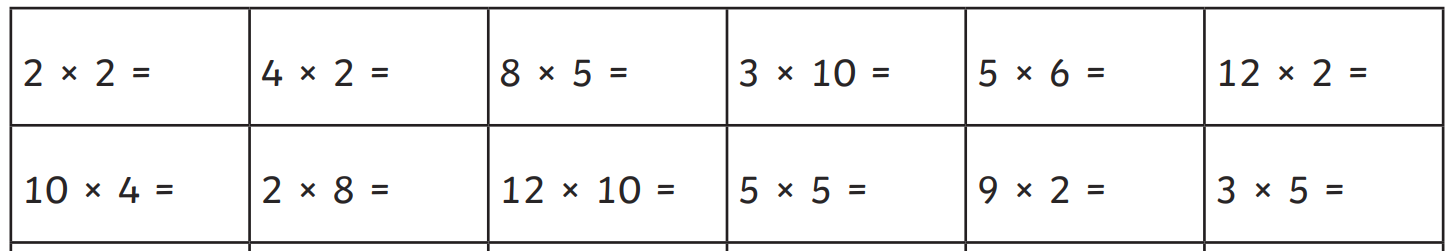 2 × 2 = 4 × 2 = 8 × 5 = 3 × 10 = 5 × 6 = 12 × 2 =
10 × 4 = 2 × 8 = 12 × 10 = 5 × 5 = 9 × 2 = 3 × 5 =